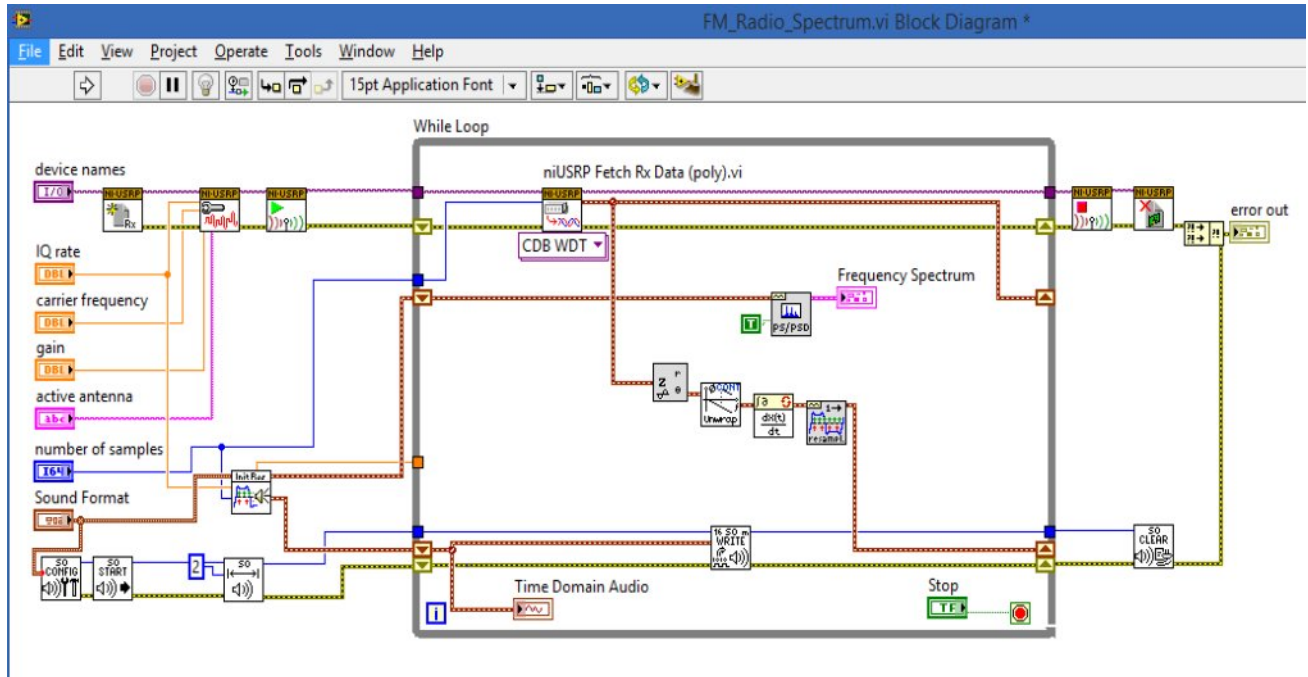 FM_Radio_Spectrum.vi Block Diagram *
File Edit View Project Operate Tools Window Help
15pt Application Font
While Loop
device names
niUSRP Fetch Rx Data (poly).vi
I/O
NI-USRP
Rx
NI-USRP
NI-USRP
NI-USRP
NI-USRP
NI-USRP
error out
CDB WDT
IQ rate
DBL
Frequency Spectrum
carrier frequency
DBL
T
PS/PSD
gain
DBL
active antenna
abc
Z r θ
CONT
Unwrap
dX(t)
dt
number of samples
I64
Sound Format
SO
CONFIG
SO
START
2
SO
WRITE
SO
CLEAR
Time Domain Audio
Stop
TF
i